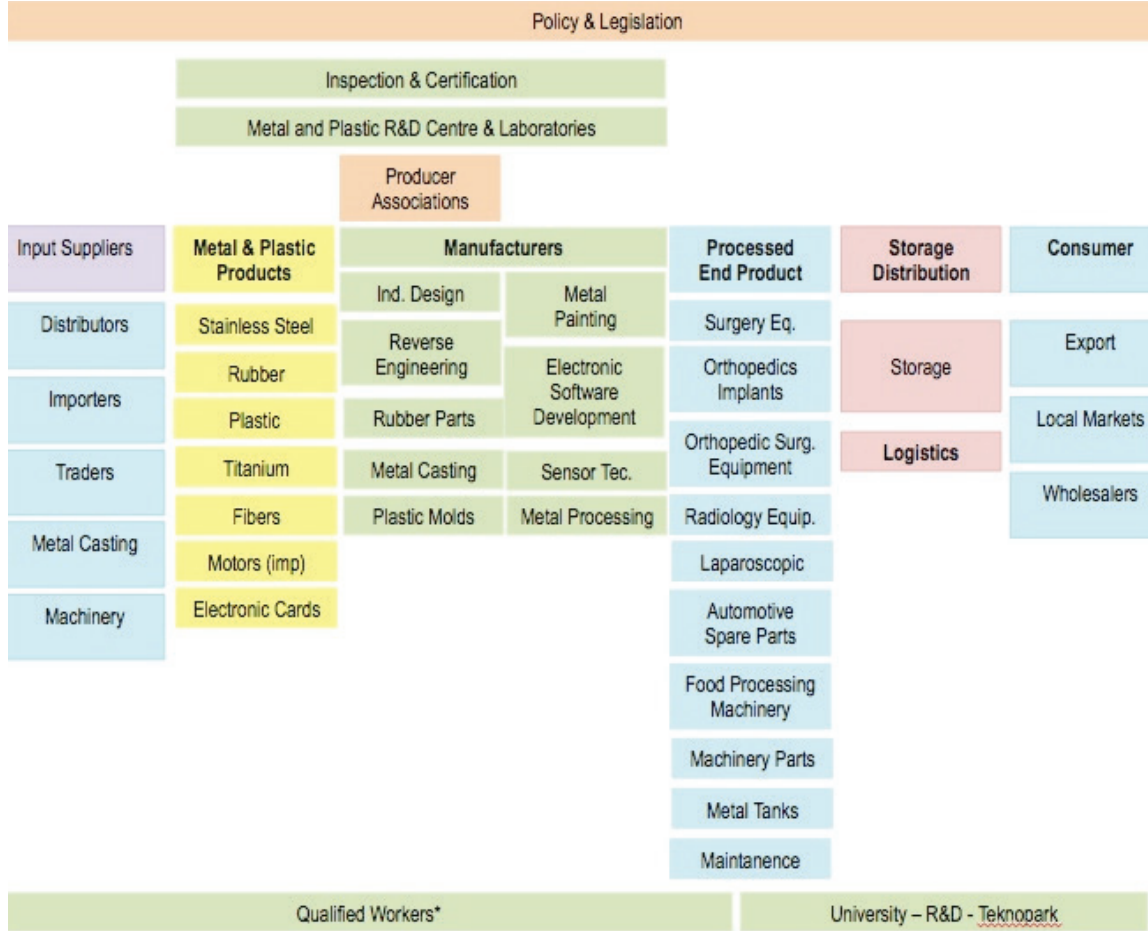 Policy & Legislation
Inspection & Certification
Metal and Plastic R&D Centre & Laboratories
Producer
Associations
Input Suppliers
Distributors
Importers
Traders
Metal Casting
Machinery
Metal & Plastic
Products
Stainless Steel
Rubber
Plastic
Titanium
Fibers
Motors (imp)
Electronic Cards
Manufacturers
Ind. Design
Reverse
Engineering
Rubber Parts
Metal Casting
Plastic Molds
Metal
Painting
Electronic
Software
Development
Sensor Tec.
Metal Processing
Processed
End Product
Surgery Eq.
Orthopedics
Implants
Orthopedic Surg.
Equipment
Radiology Equip.
Laparoscopic
Automotive
Spare Parts
Food Processing
Machinery
Machinery Parts
Metal Tanks
Maintanence
Storage
Distribution
Storage
Logistics
Consumer
Export
Local Markets
Wholesalers
Qualified Workers*
University – R&D - Teknopark